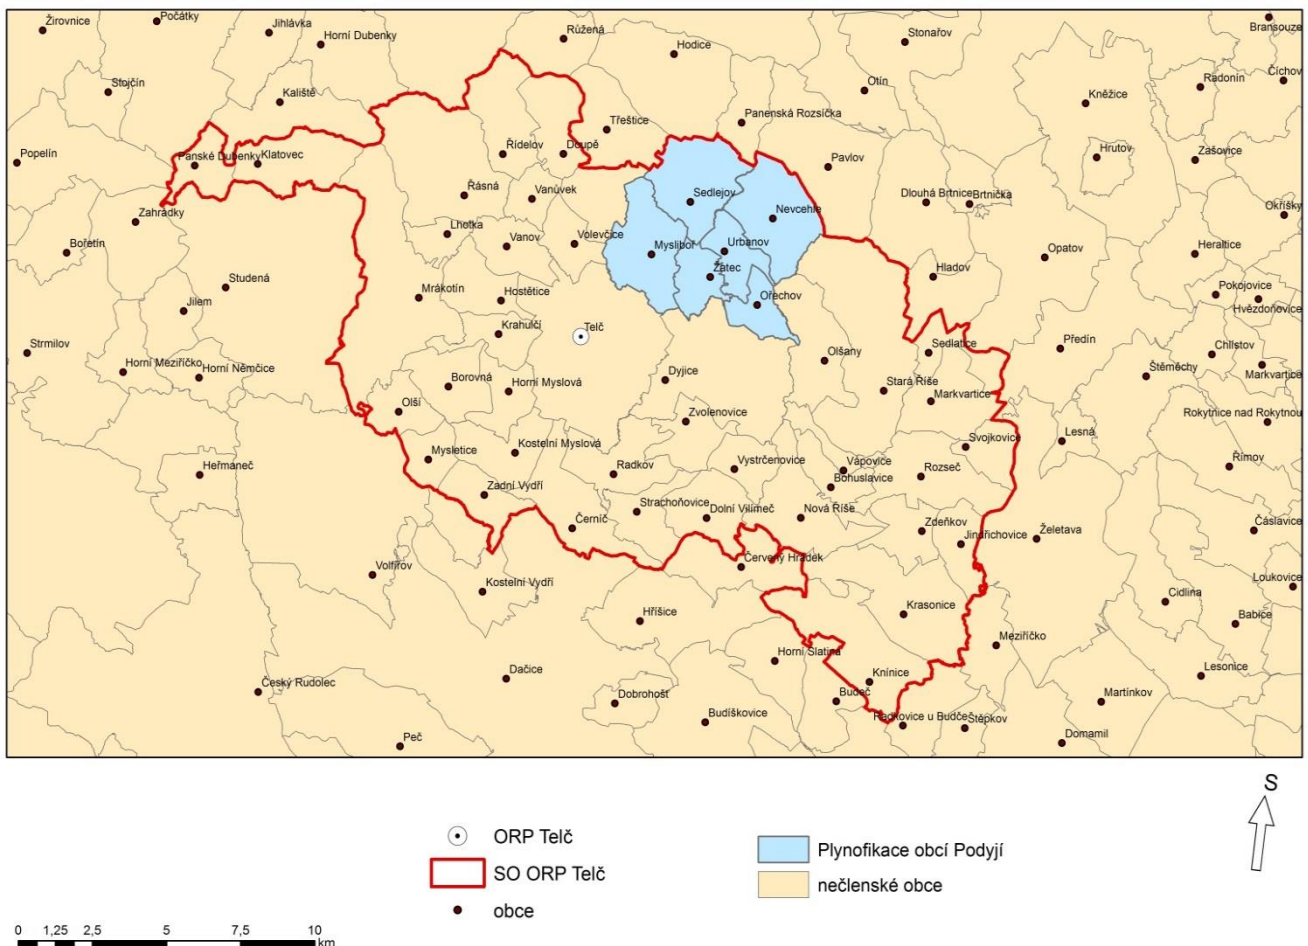 Žirovnice
Počátky
Jihlávka
Horní Dubenky
Růžená
Hodice
Stonařov
Bransouze
Stojčín
Kaliště
Otín
Kněžice
Radonín
Číchov
Třeštice
Panenská Rozsíčka
Popelín
Panské Dubenky
Klatovec
Řídelov
Doupě
Pavlov
Hrutov
Zašovice
Řásná
Vanůvek
Sedlejov
Nevcehle
Dlouhá Brtnice
Brtnička
Okříšky
Zahrádky
Lhotka
Vanov
Volevčice
Mysliboř
Urbanov
Bořetín
Opatov
Heraltice
Studená
Žatec
Hladov
Jilem
Mrákotín
Hostětice
Ořechov
Pokojovice
Hvězdoňovice
Krahulčí
Telč
Strmilov
Olšany
Sedlatice
Předín
Chlístov
Horní Meziříčko
Horní Němčice
Borovná
Horní Myslová
Dyjice
Stará Říše
Markvartice
Štěměchy
Markvartice
Olší
Zvolenovice
Rokytnice nad Rokytnou
Mysletice
Kostelní Myslová
Svojkovice
Lesná
Heřmaneč
Radkov
Vystrčenovice
Vápovice
Bohuslavice
Rozseč
Římov
Zadní Vydří
Strachoňovice
Dolní Vilímeč
Nová Říše
Černíč
Zdeňkov
Jindřichovice
Želetava
Čáslavice
Volfířov
Kostelní Vydří
Červený Hrádek
Loukovice
Hříšice
Krasonice
Cidlina
Babice
Meziříčko
Dačice
Horní Slatina
Český Rudolec
Knínice
Lesonice
Dobrohošť
Budíškovice
Budeč
Radkovice u Budče
Štěpkov
Martínkov
Peč
Domamil
S
ORP Telč
SO ORP Telč
obce
Plynofikace obcí Podyjí
nečlenské obce
0 1,25 2,5 5 7,5 10
km